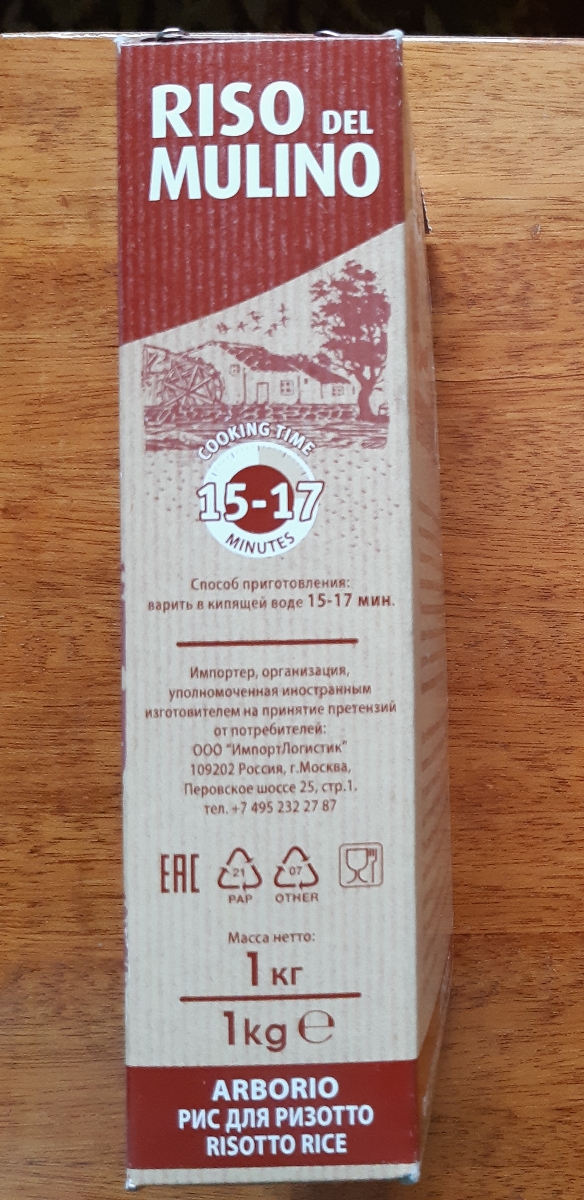 RISO DEL
MULINO
COOKING TIME
15-17
MINUTES
Способ приготовления:
варить в кипящей воде 15-17 мин.
Импортер, организация,
уполномоченная иностранным
изготовителем на принятие претензий
от потребителей:
ООО "ИмпортЛогистик"
109202 Россия, г.Москва,
Перовское шоссе 25, стр.1.
тел. +7 495 232 27 87
EAC 21 07
PAP OTHER
Масса нетто:
1 кг
1kg ℮
ARBORIO
РИС ДЛЯ РИЗОТТО
RISOTTO RICE